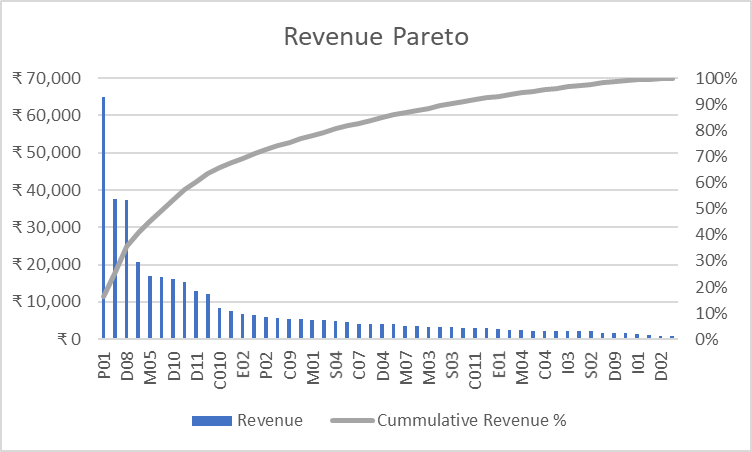 Revenue Pareto
₹ 70,000
₹ 60,000
₹ 50,000
₹ 40,000
₹ 30,000
₹ 20,000
₹ 10,000
₹ 0
100%
90%
80%
70%
60%
50%
40%
30%
20%
10%
0%
P01
D08
M05
D10
D11
C010
E02
P02
C09
M01
S04
C07
D04
M07
M03
S03
C011
E01
M04
C04
I03
S02
D09
I01
D02
Revenue
Cummulative Revenue %